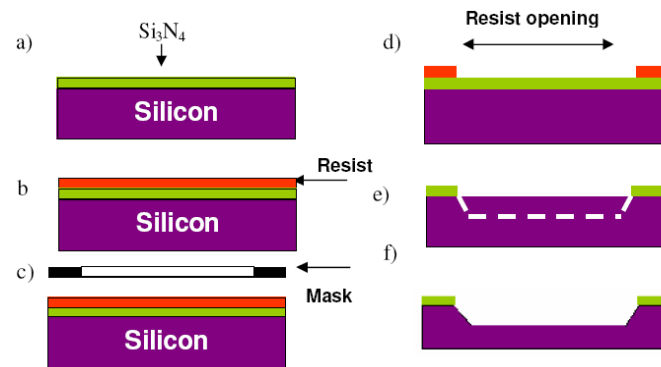 a)
Si₃N₄
Silicon
b
Resist
Silicon
c)
Mask
Silicon
d)
Resist opening
e)
f)